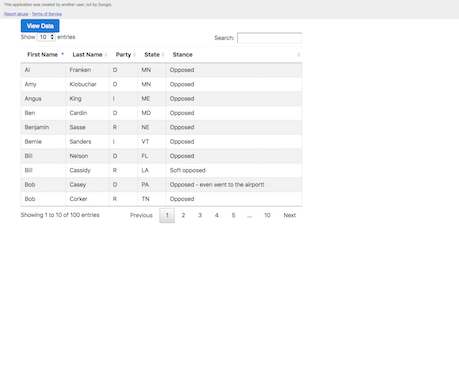 This application was created by another user, not by Google.
Report abuse - Terms of Service
View Data
Show 10 entries
Search:
First Name Last Name Party State Stance
Al Franken D MN Opposed
Amy Klobuchar D MN Opposed
Angus King I ME Opposed
Ben Cardin D MD Opposed
Benjamin Sasse R NE Opposed
Bernie Sanders I VT Opposed
Bill Nelson D FL Opposed
Bill Cassidy R LA Soft opposed
Bob Casey D PA Opposed - even went to the airport!
Bob Corker R TN Opposed
Showing 1 to 10 of 100 entries
Previous 1 2 3 4 5 ... 10 Next